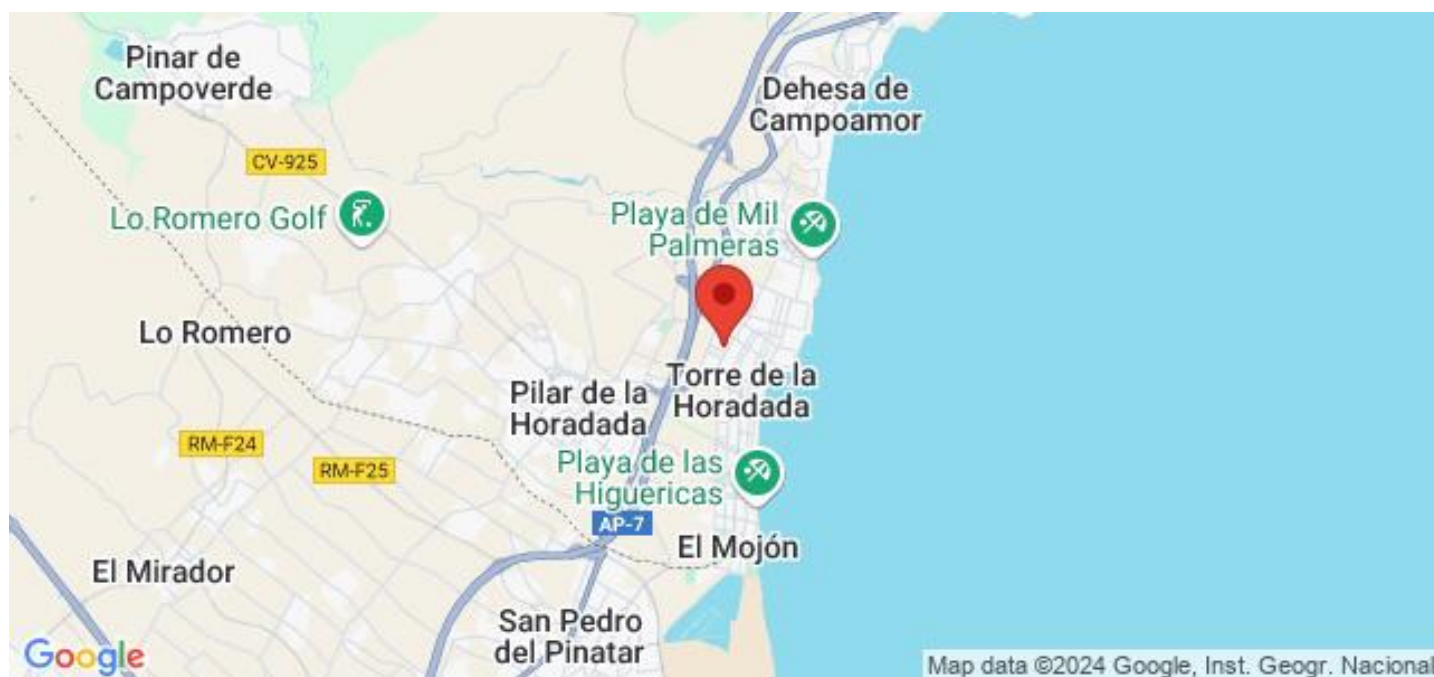 Pinar de
Campoverde
Dehesa de
Campoamor
CV-925
Lo Romero Golf
Playa de Mil
Palmeras
Lo Romero
Torre de la
Horadada
Pilar de la
Horadada
RM-F24
RM-F25
Playa de las
Higuericas
AP-7
El Mojón
El Mirador
San Pedro
del Pinatar
Google
Map data ©2024 Google, Inst. Geogr. Nacional